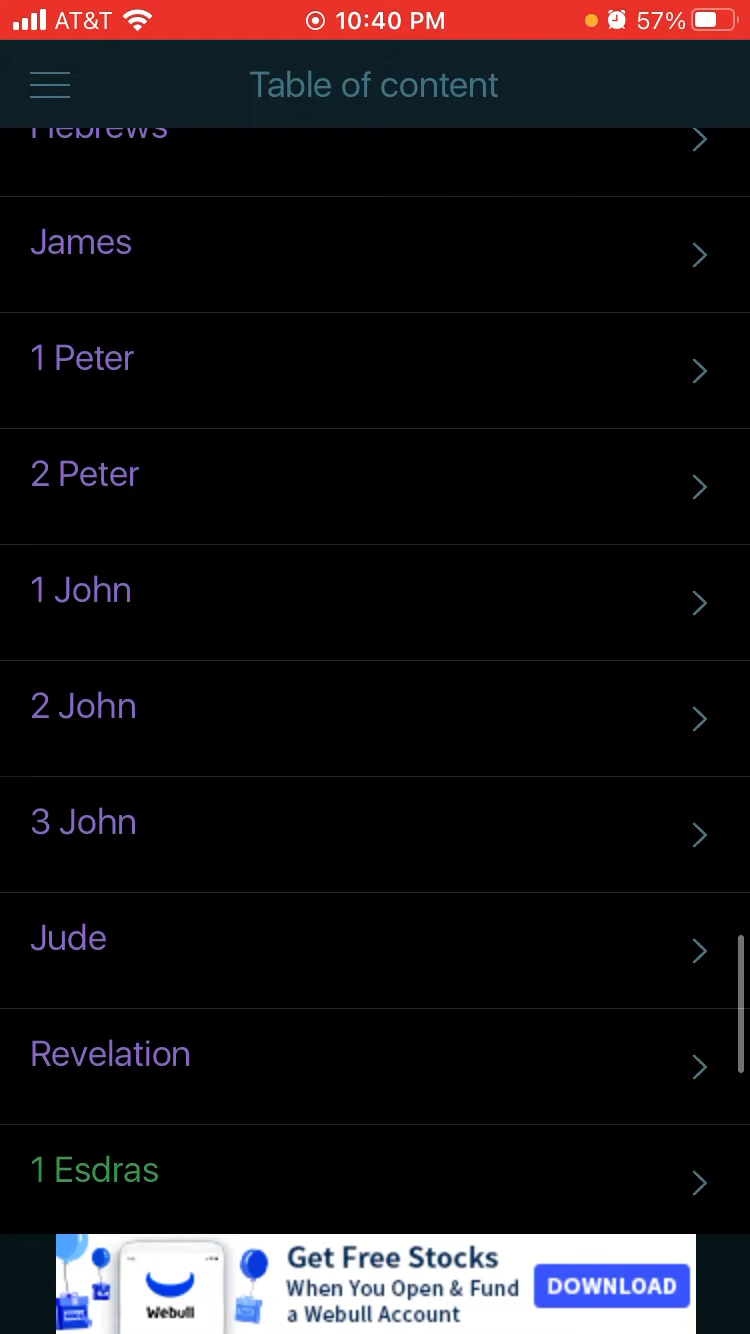 AT&T 10:40 PM 57%
Table of content
Hebrews
James
1 Peter
2 Peter
1 John
2 John
3 John
Jude
Revelation
1 Esdras
Get Free Stocks
When You Open & Fund
a Webull Account
DOWNLOAD
Webull